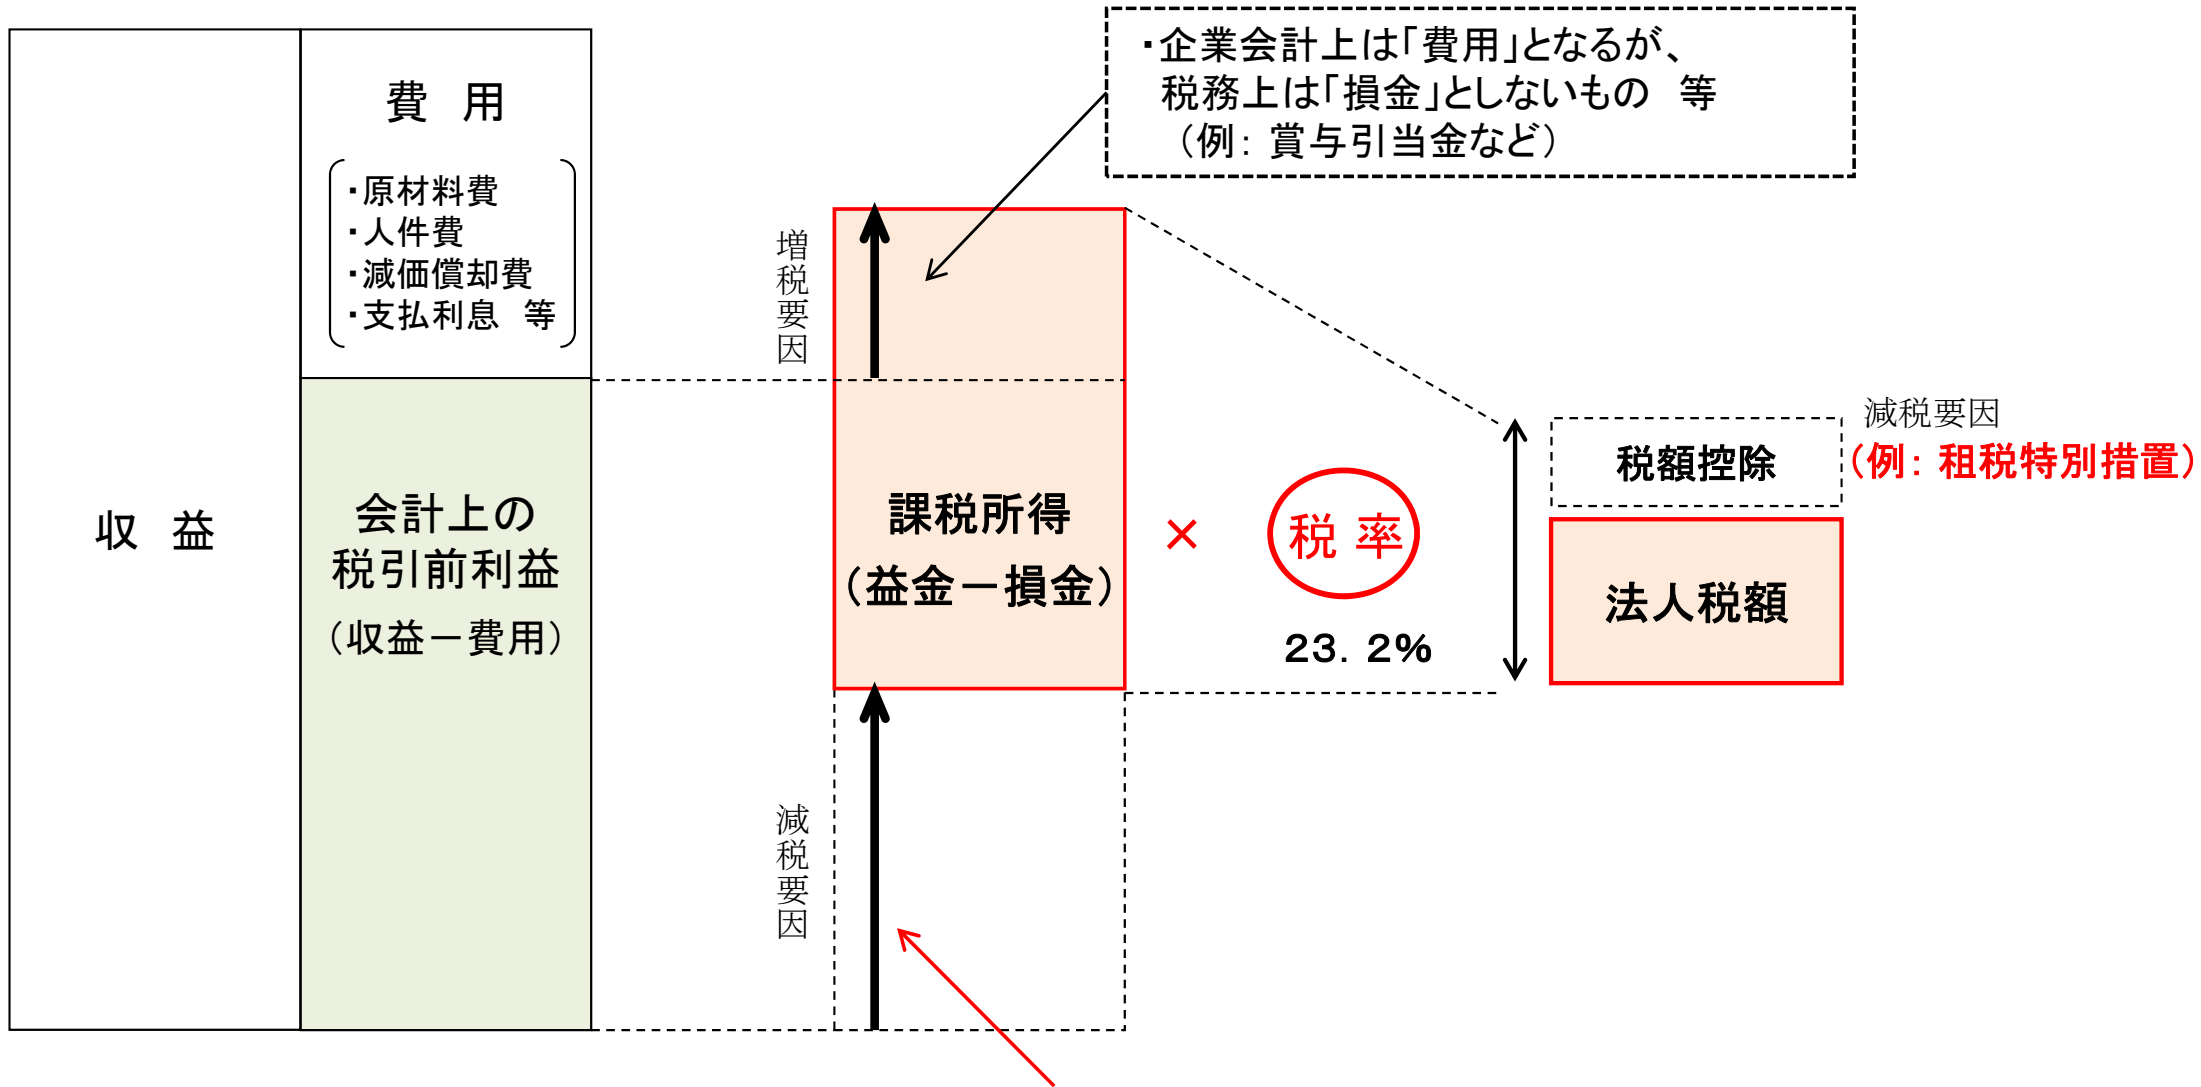 収　益
費　用
・原材料費
・人件費
・減価償却費
・支払利息　等
会計上の
税引前利益
（収益－費用）
増税要因
減税要因
・企業会計上は「費用」となるが、
税務上は「損金」としないもの　等
（例：賞与引当金など）
課税所得
（益金－損金）
×
税率
23．2%
税額控除
減税要因
（例：租税特別措置）
法人税額